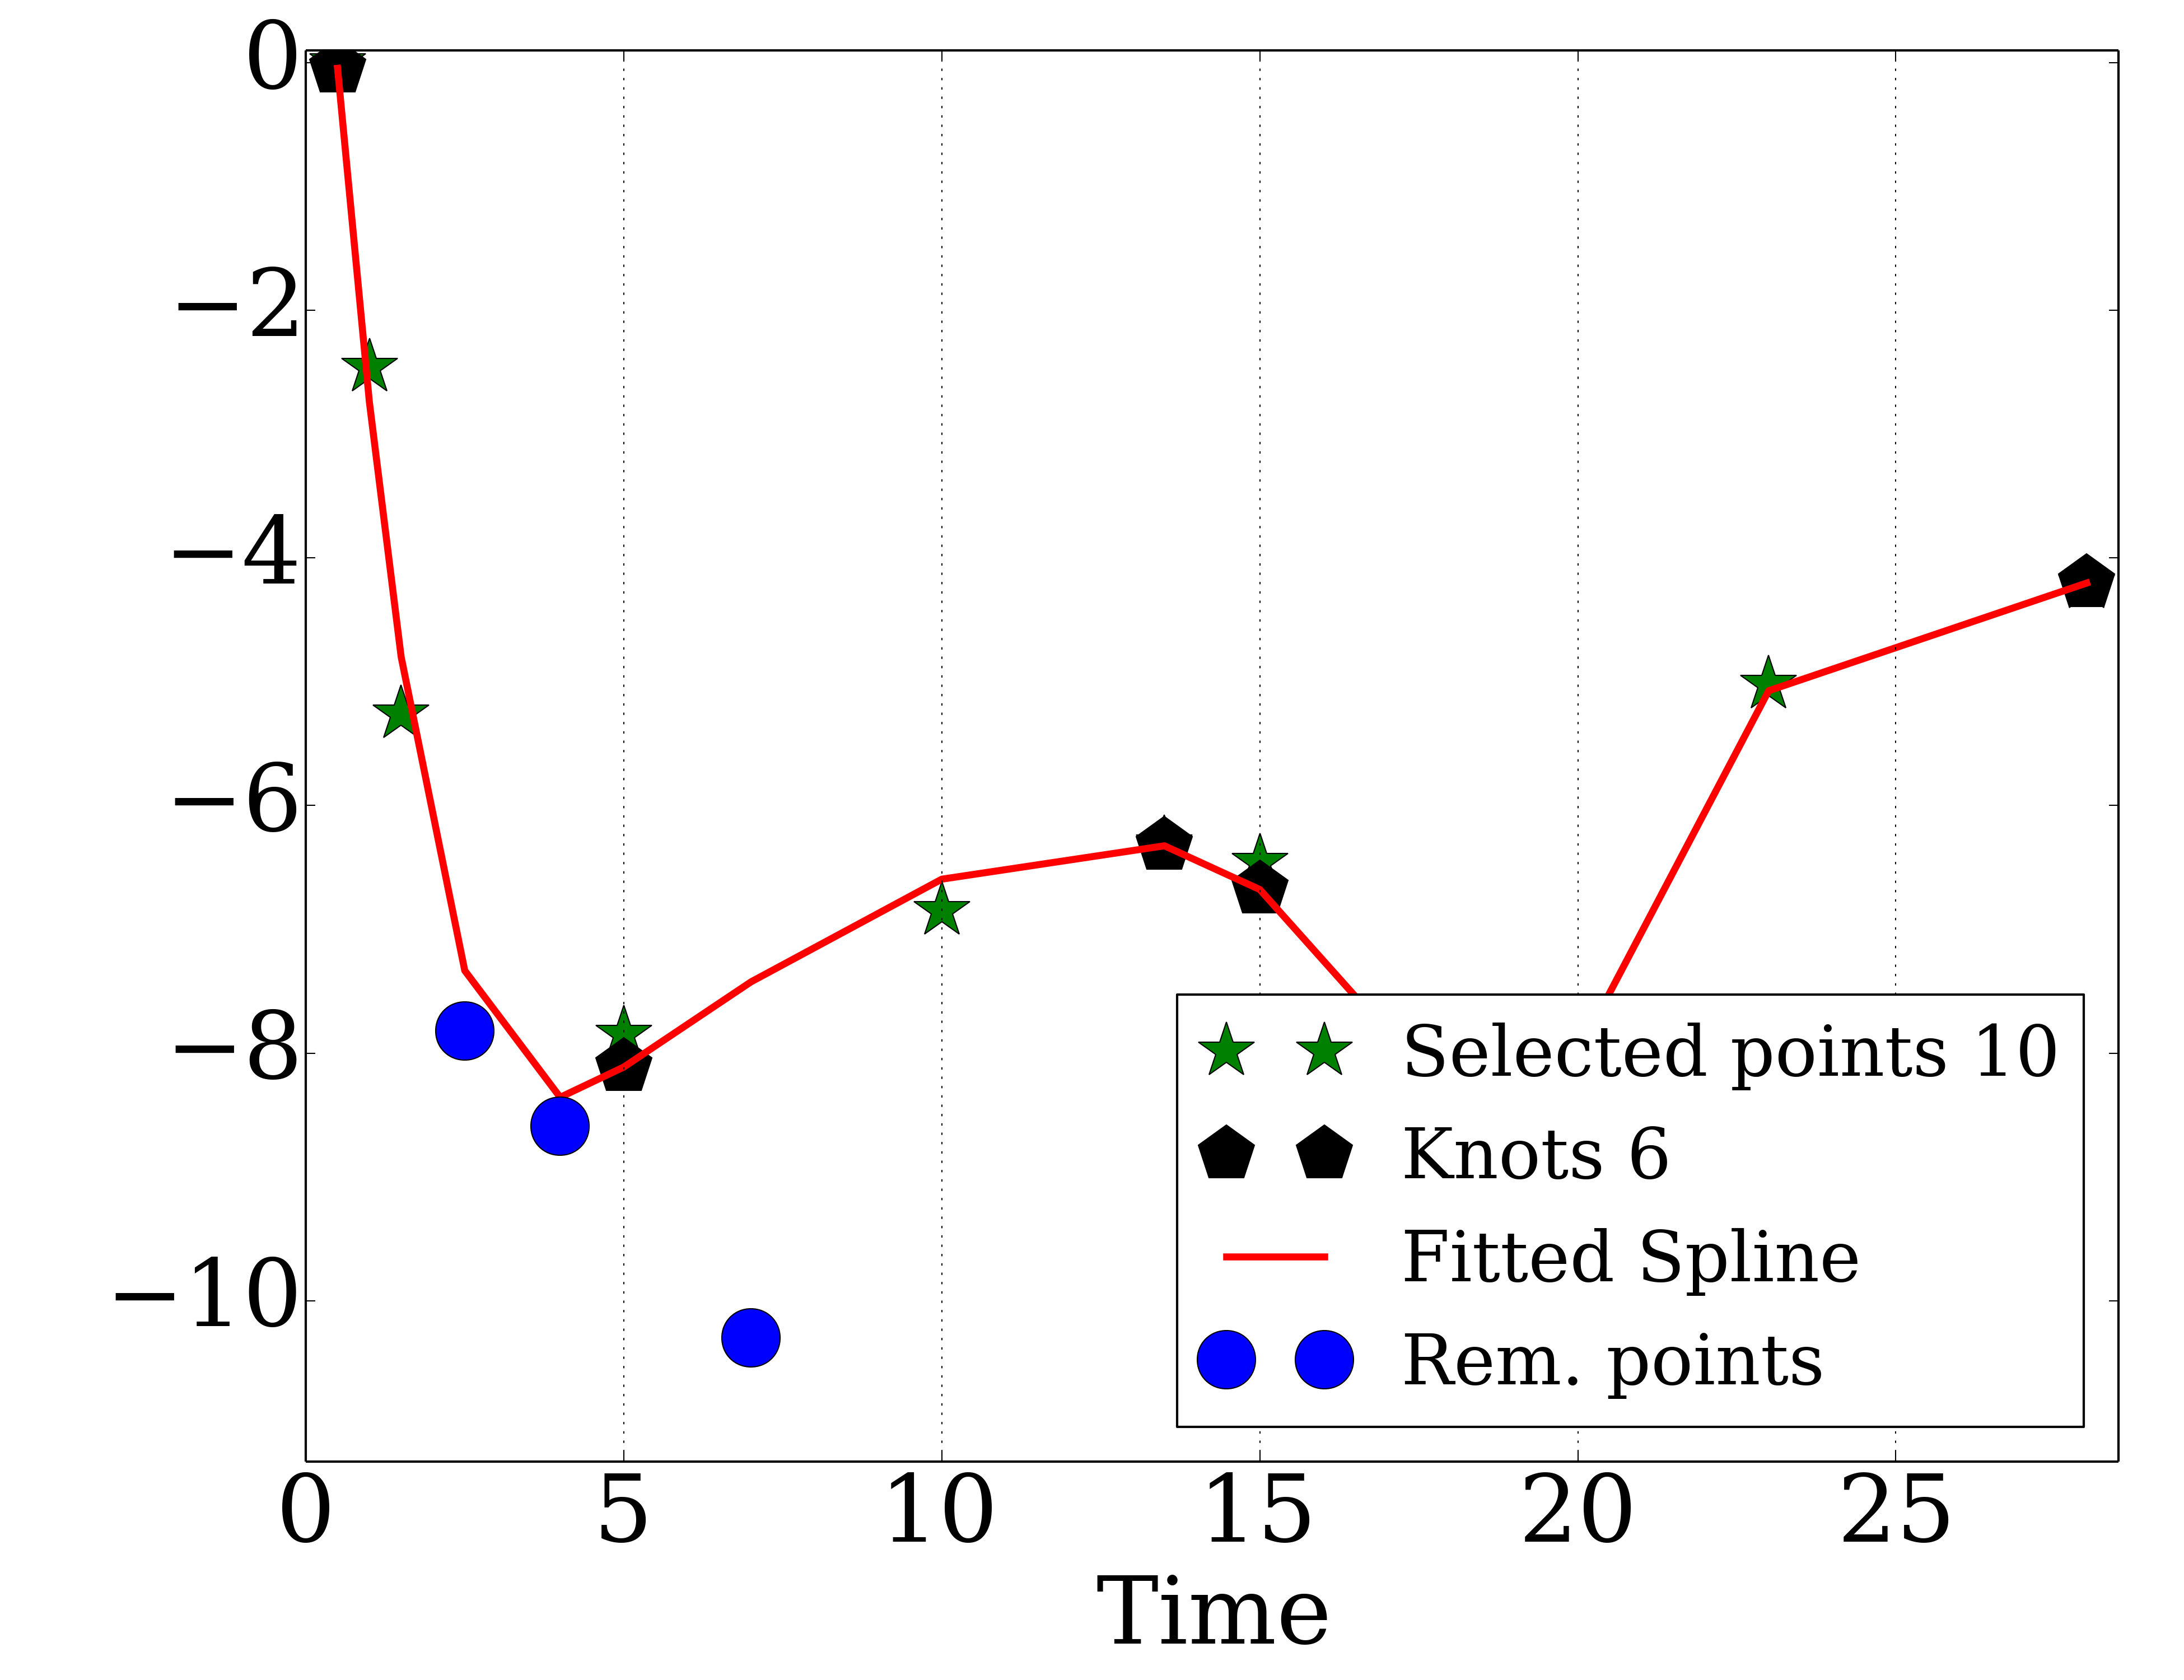 0
−2
−4
−6
−8
−10
Selected points 10
Knots 6
Fitted Spline
Rem. points
0 5 10 15 20 25
Time